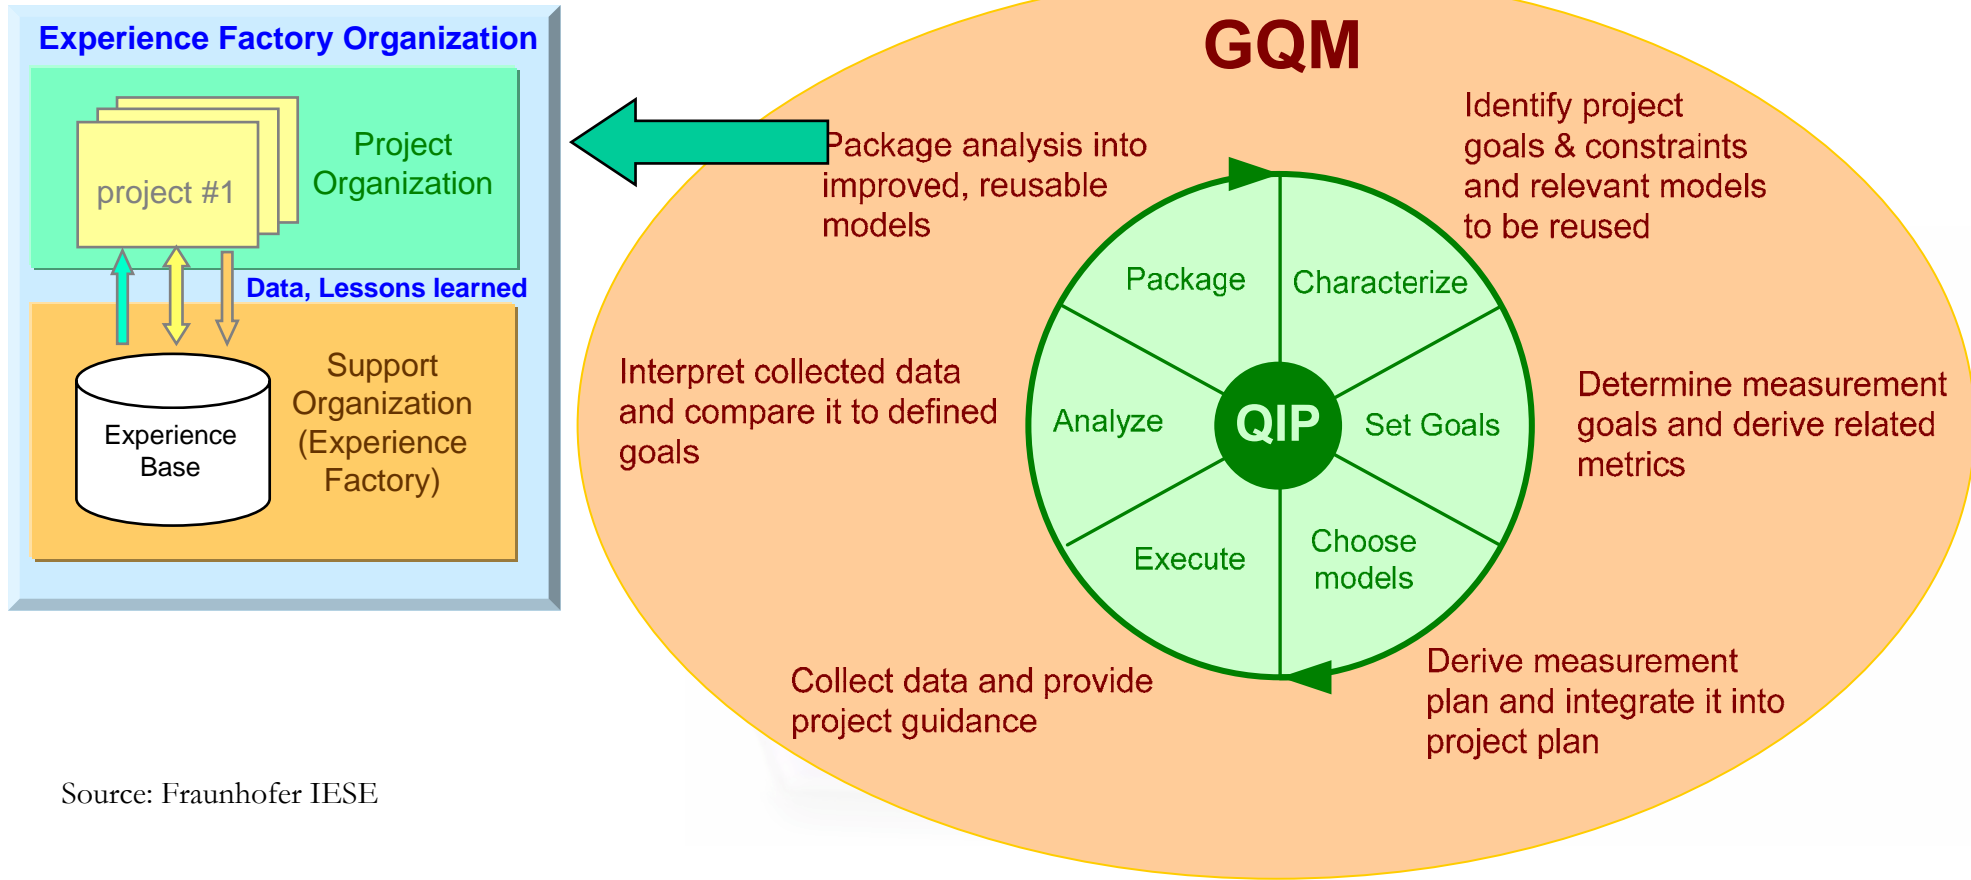 Experience Factory Organization
project #1
Project
Organization
Data, Lessons learned
Experience
Base
Support
Organization
(Experience
Factory)
Source: Fraunhofer IESE
GQM
Package analysis into
improved, reusable
models
Identify project
goals & constraints
and relevant models
to be reused
Interpret collected data
and compare it to defined
goals
Determine measurement
goals and derive related
metrics
Collect data and provide
project guidance
Derive measurement
plan and integrate it into
project plan
Package
Characterize
Analyze
QIP
Set Goals
Execute
Choose
models